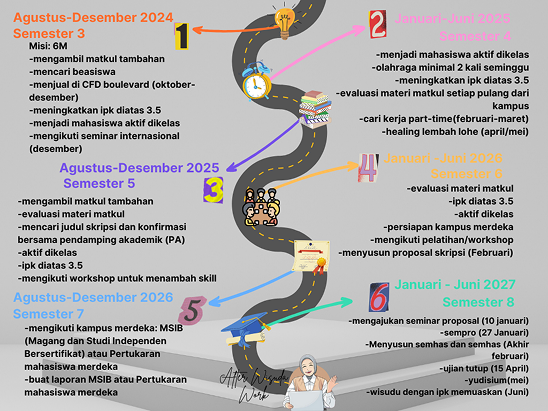 Agustus-Desember 2024
Semester 3
1
Misi: 6M
-mengambil matkul tambahan
-mencari beasiswa
-menjual di CFD boulevard (oktober-
desember)
-meningkatkan ipk diatas 3.5
-menjadi mahasiswa aktif dikelas
-mengikuti seminar internasional
(desember)
2
Januari-Juni 2025
Semester 4
-menjadi mahasiswa aktif dikelas
-olahraga minimal 2 kali seminggu
-meningkatkan ipk diatas 3.5
-evaluasi materi matkul setiap pulang dari
kampus
-cari kerja part-time(februari-maret)
-healing lembah lohe (april/mei)
Agustus-Desember 2025
Semester 5
3
-mengambil matkul tambahan
-evaluasi materi matkul
-mencari judul skripsi dan konfirmasi
bersama pendamping akademik (PA)
-aktif dikelas
-ipk diatas 3.5
-mengikuti workshop untuk menambah skill
4
Januari-Juni 2026
Semester 6
-evaluasi materi matkul
-ipk diatas 3.5
-aktif dikelas
-persiapan kampus merdeka
-mengikuti pelatihan/workshop
-menyusun proposal skripsi (Februari)
Agustus-Desember 2026
Semester 7
5
-mengikuti kampus merdeka: MSIB
(Magang dan Studi Independen
Bersertifikat) atau Pertukaran
mahasiswa merdeka
-buat laporan MSIB atau Pertukaran
mahasiswa merdeka
6
Januari - Juni 2027
Semester 8
-mengajukan seminar proposal (10 januari)
-sempro (27 Januari)
-Menyusun semhas dan semhas (Akhir
februari)
-ujian tutup (15 April)
-yudisium(mei)
-wisudu dengan ipk memuaskan (Juni)
After Wisuda
Work